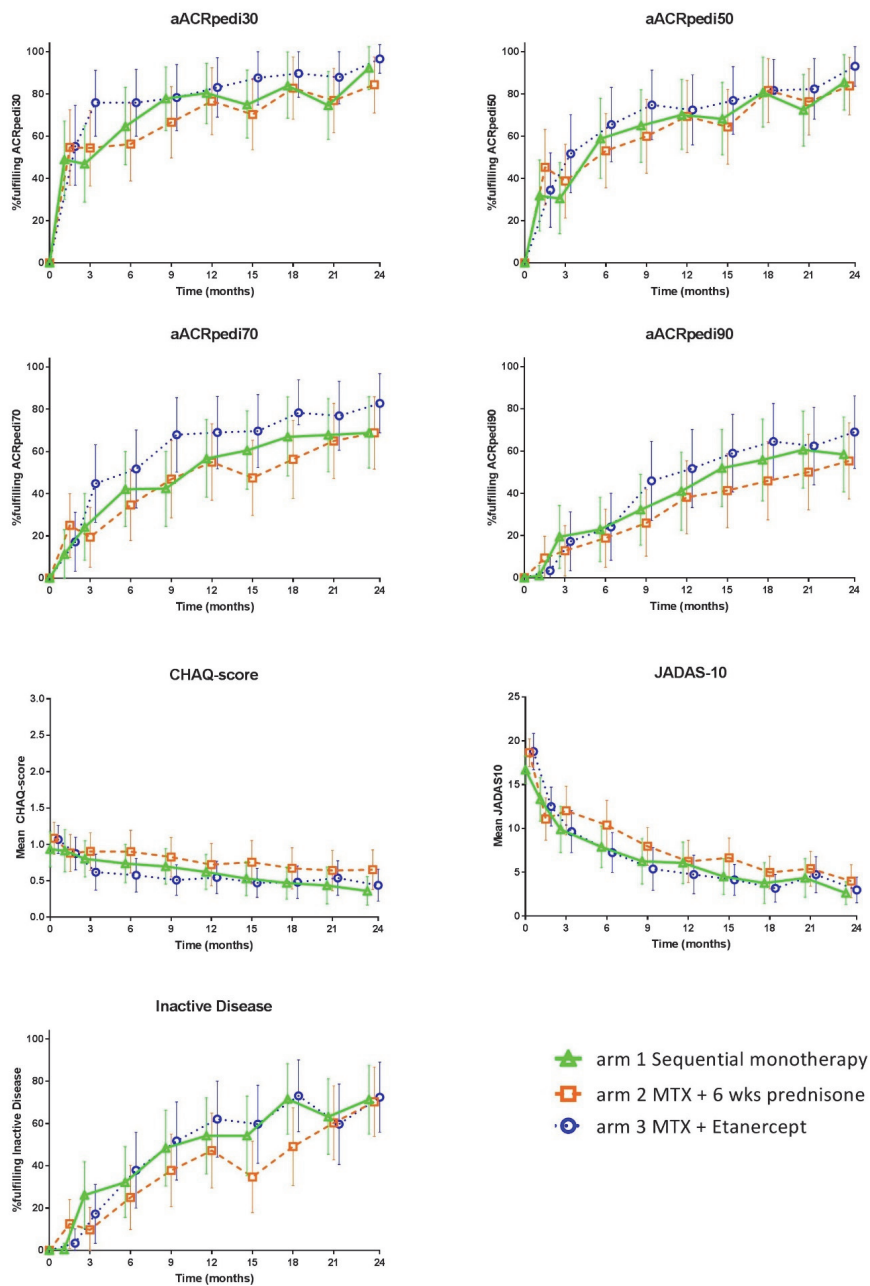 aACRpedi30
100
80
60
40
20
0
%fulfilling ACRpedi30
0 3 6 9 12 15 18 21 24
Time (months)
aACRpedi50
100
80
60
40
20
0
%fulfilling ACRpedi50
0 3 6 9 12 15 18 21 24
Time (months)
aACRpedi70
100
80
60
40
20
0
%fulfilling ACRpedi70
0 3 6 9 12 15 18 21 24
Time (months)
aACRpedi90
100
80
60
40
20
0
%fulfilling ACRpedi90
0 3 6 9 12 15 18 21 24
Time (months)
CHAQ-score
3.0
2.5
2.0
1.5
1.0
0.5
0.0
Mean CHAQ-score
0 3 6 9 12 15 18 21 24
Time (months)
JADAS-10
25
20
15
10
5
0
Mean JADAS10
0 3 6 9 12 15 18 21 24
Time (months)
Inactive Disease
100
80
60
40
20
0
%fulfilling Inactive Disease
0 3 6 9 12 15 18 21 24
Time (months)
arm 1 Sequential monotherapy
arm 2 MTX + 6 wks prednisone
arm 3 MTX + Etanercept